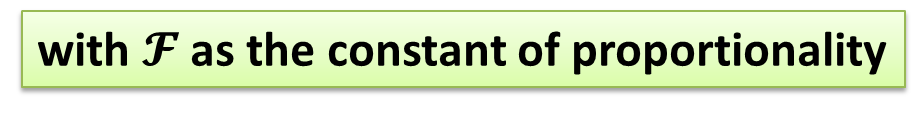 with ℱ as the constant of proportionality